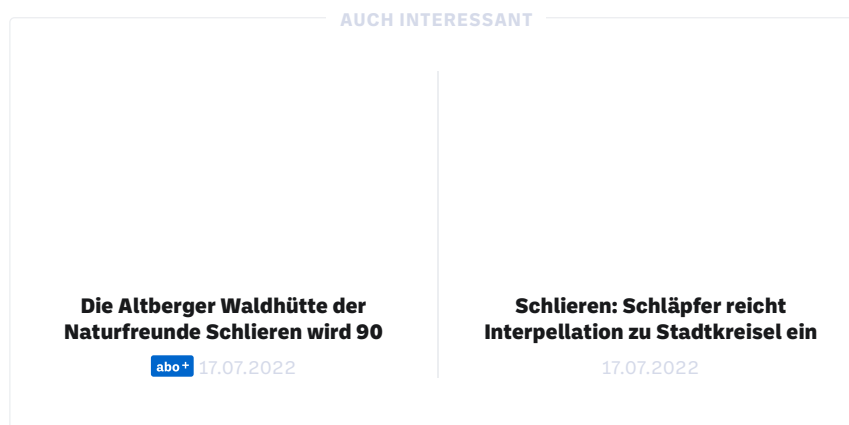 AUCH INTERESSANT
Die Altberger Waldhütte der
Naturfreunde Schlieren wird 90
abo+ 17.07.2022
Schlieren: Schläpfer reicht
Interpellation zu Stadtkreisel ein
17.07.2022